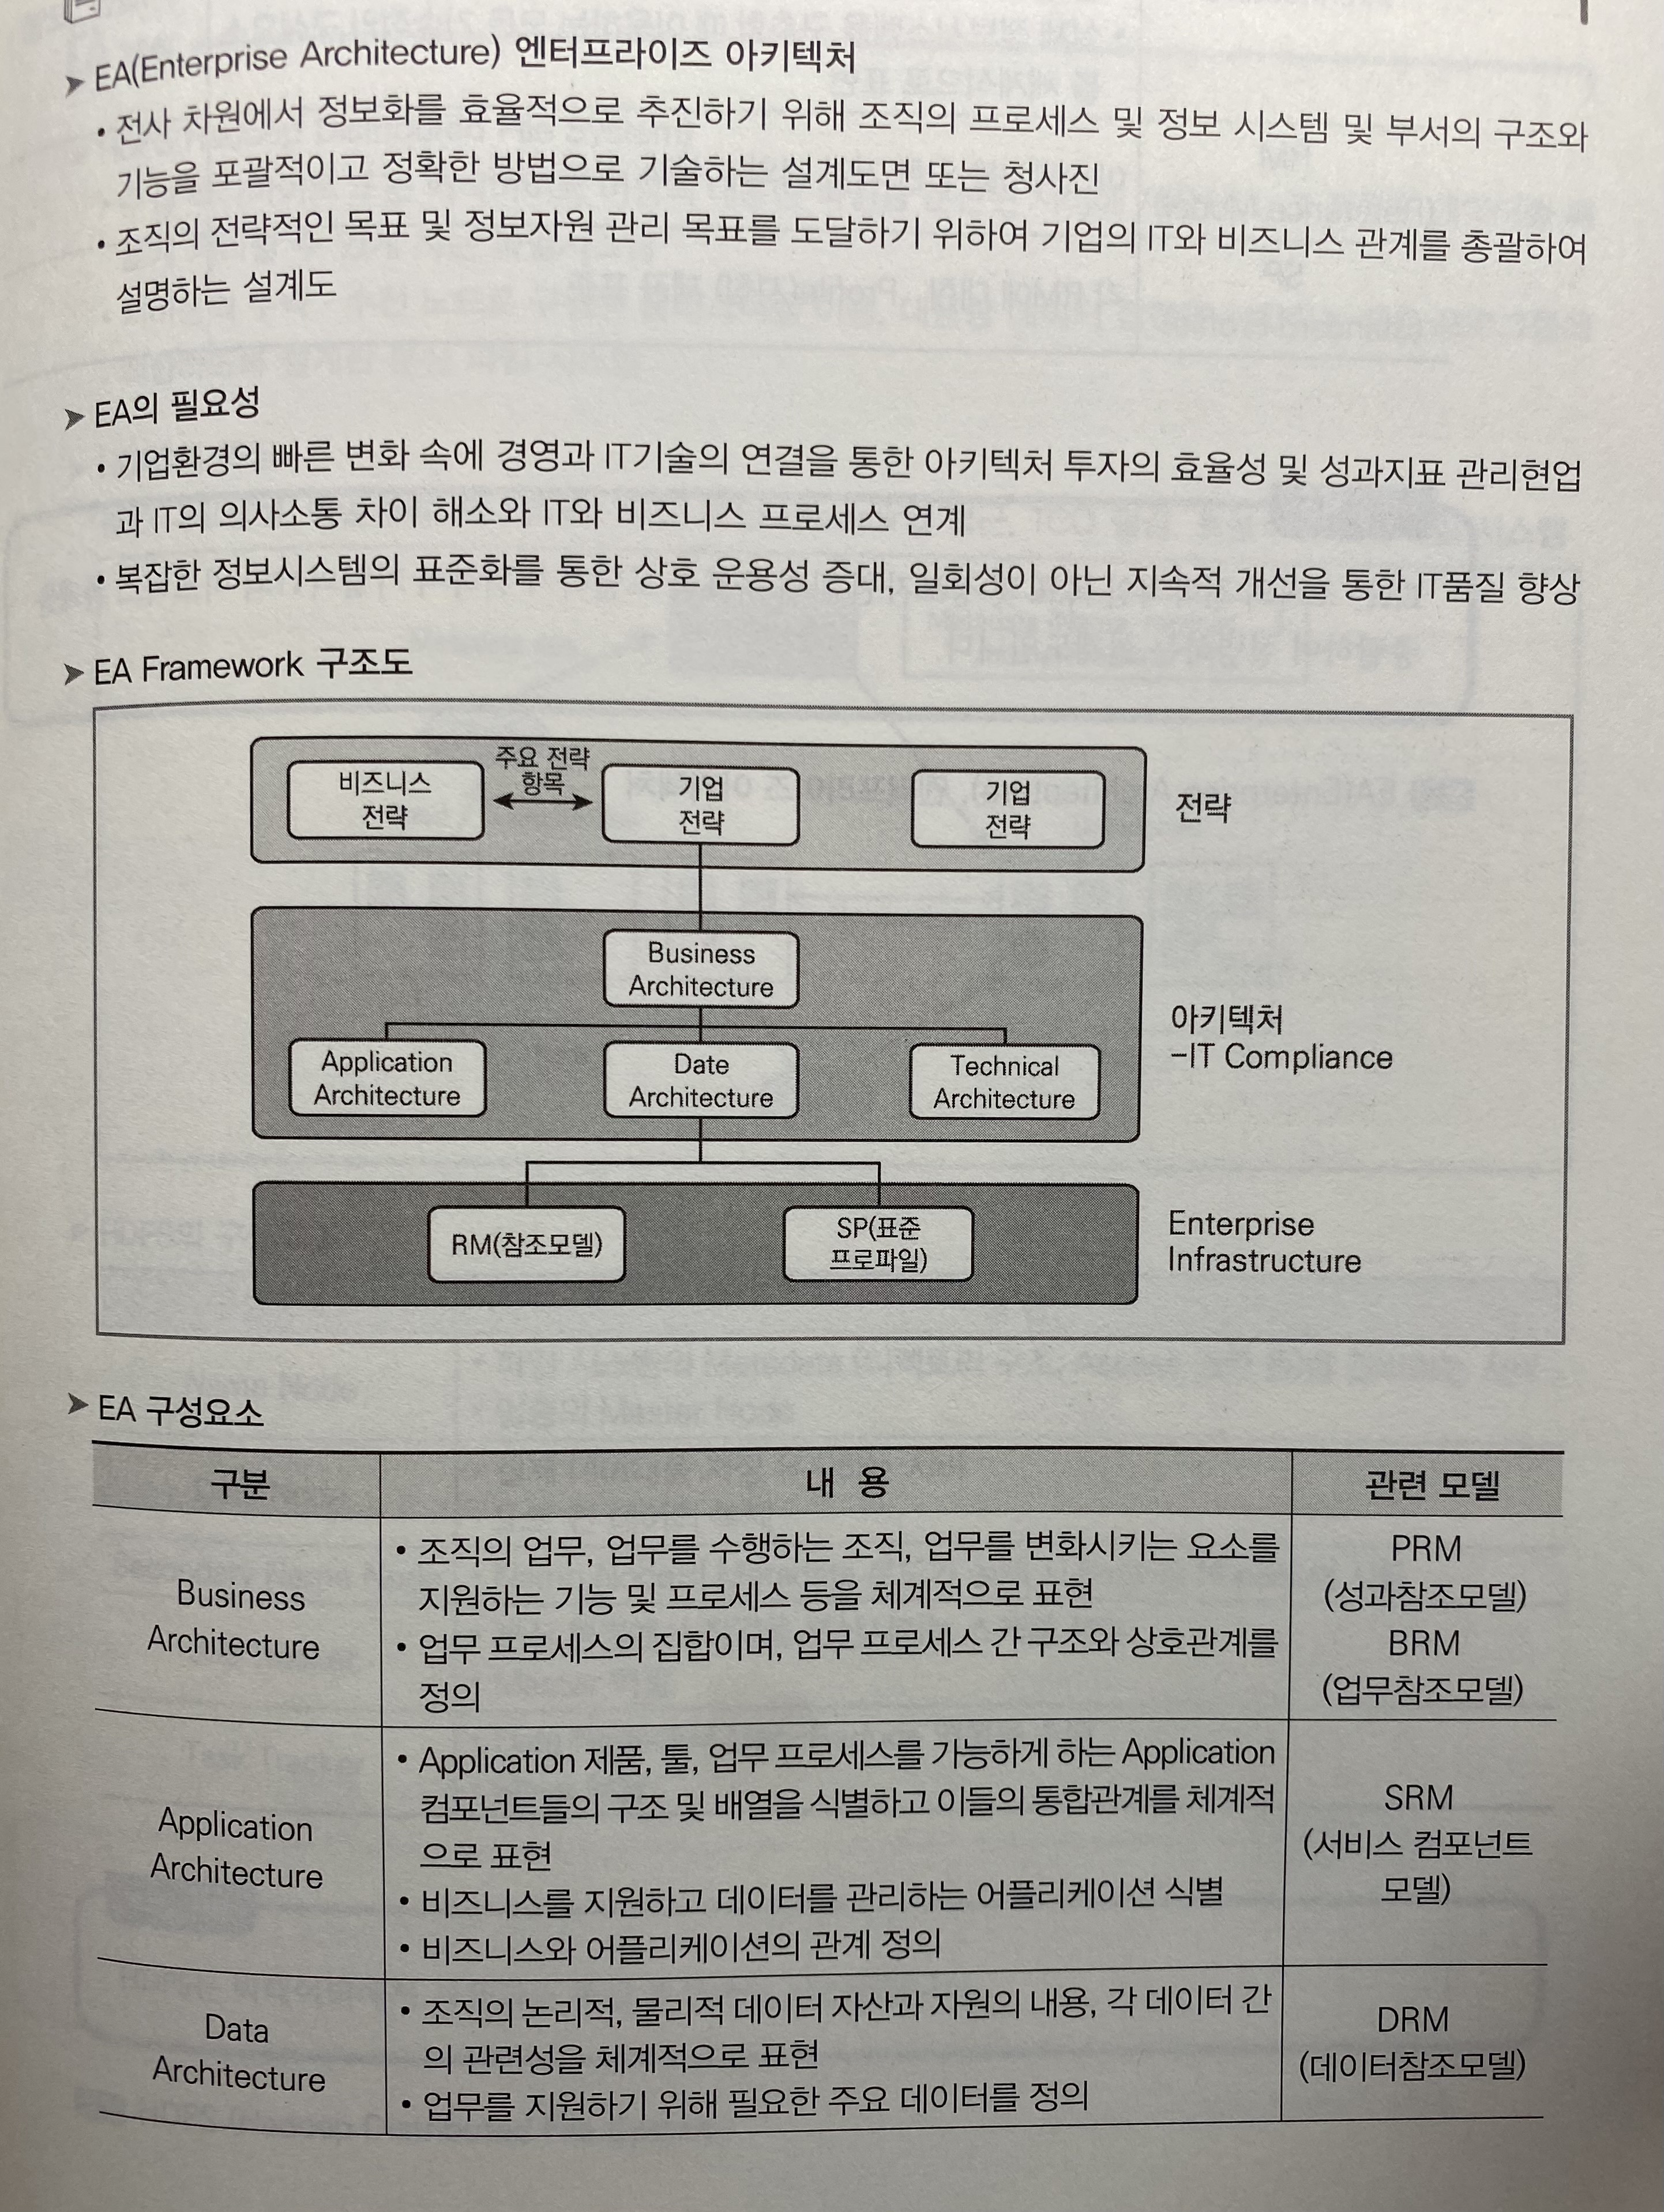 ➤ EA(Enterprise Architecture) 엔터프라이즈 아키텍처
• 전사 차원에서 정보화를 효율적으로 추진하기 위해 조직의 프로세스 및 정보 시스템 및 부서의 구조와
기능을 포괄적이고 정확한 방법으로 기술하는 설계도면 또는 청사진
• 조직의 전략적인 목표 및 정보자원 관리 목표를 도달하기 위하여 기업의 IT와 비즈니스 관계를 총괄하여
설명하는 설계도
➤ EA의 필요성
• 기업환경의 빠른 변화 속에 경영과 IT기술의 연결을 통한 아키텍처 투자의 효율성 및 성과지표 관리현업
과 IT의 의사소통 차이 해소와 IT와 비즈니스 프로세스 연계
• 복잡한 정보시스템의 표준화를 통한 상호 운용성 증대, 일회성이 아닌 지속적 개선을 통한 IT품질 향상
➤ EA Framework 구조도
비즈니스
전략
주요 전략
항목
기업
전략
기업
전략
전략
Business
Architecture
Application
Architecture
Date
Architecture
Technical
Architecture
아키텍처
-IT Compliance
RM(참조모델)
SP(표준
프로파일)
Enterprise
Infrastructure
➤ EA 구성요소
구분
내 용
관련 모델
Business
Architecture
• 조직의 업무, 업무를 수행하는 조직, 업무를 변화시키는 요소를
지원하는 기능 및 프로세스 등을 체계적으로 표현
• 업무 프로세스의 집합이며, 업무 프로세스 간 구조와 상호관계를
정의
PRM
(성과참조모델)
BRM
(업무참조모델)
Application
Architecture
• Application 제품, 툴, 업무 프로세스를 가능하게 하는 Application
컴포넌트들의 구조 및 배열을 식별하고 이들의 통합관계를 체계적
으로 표현
• 비즈니스를 지원하고 데이터를 관리하는 어플리케이션 식별
• 비즈니스와 어플리케이션의 관계 정의
SRM
(서비스 컴포넌트
모델)
Data
Architecture
• 조직의 논리적, 물리적 데이터 자산과 자원의 내용, 각 데이터 간
의 관련성을 체계적으로 표현
• 업무를 지원하기 위해 필요한 주요 데이터를 정의
DRM
(데이터참조모델)